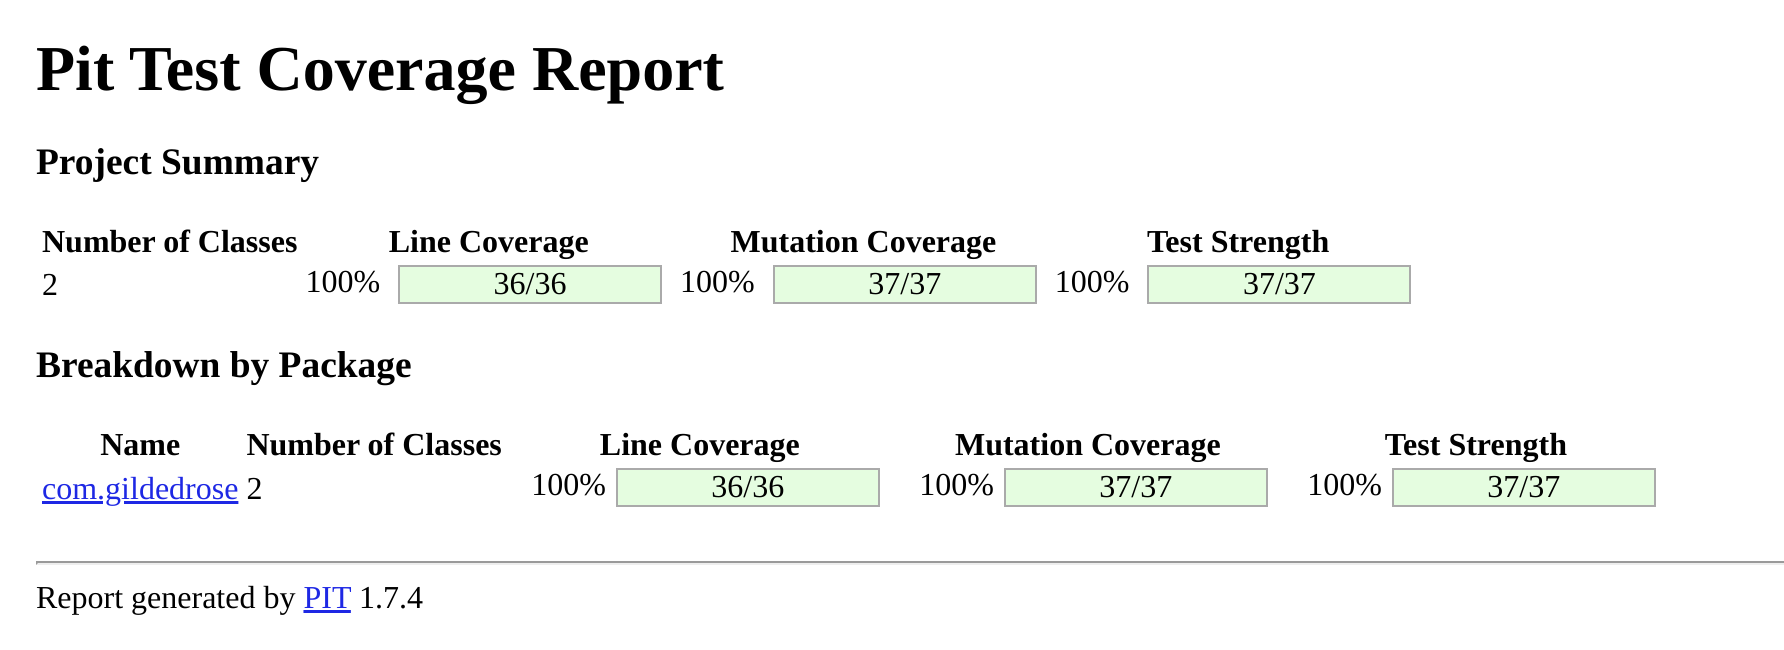 Pit Test Coverage Report
Project Summary
Number of Classes Line Coverage Mutation Coverage Test Strength
2 100% 36/36 100% 37/37 100% 37/37
Breakdown by Package
Name Number of Classes Line Coverage Mutation Coverage Test Strength
com.gildedrose 2 100% 36/36 100% 37/37 100% 37/37
Report generated by PIT 1.7.4